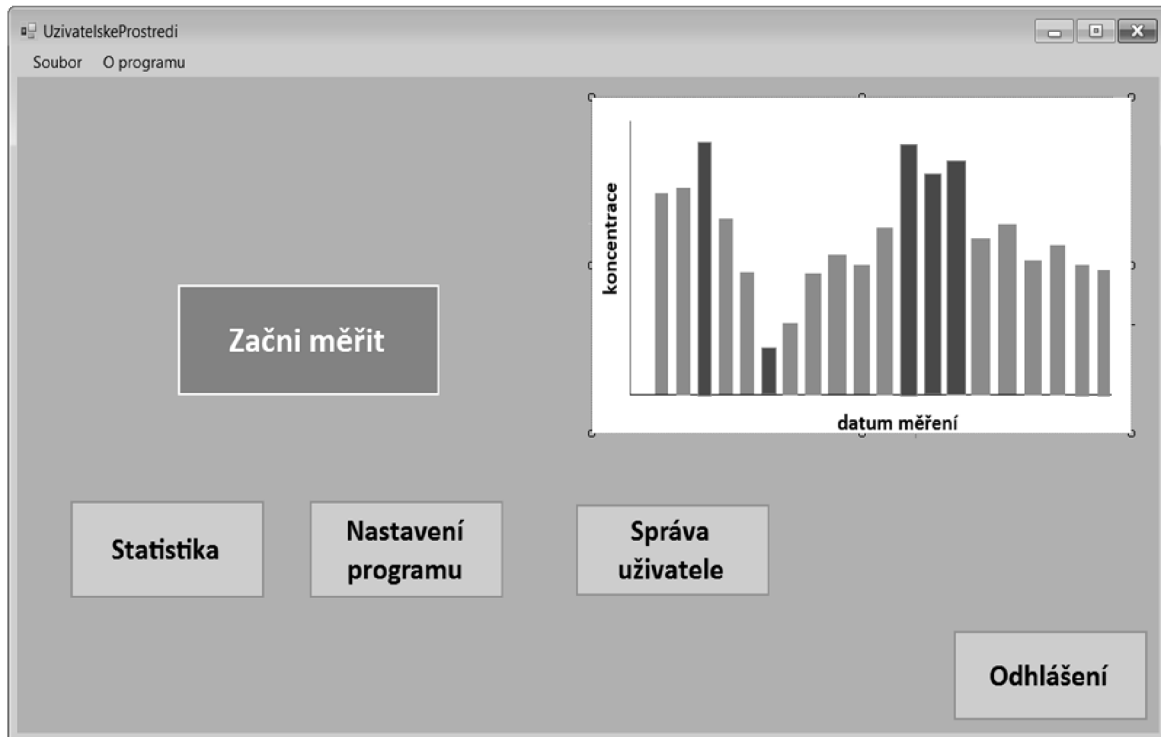 UzivatelskeProstredi
Soubor O programu
koncentrace
datum měření
Začni měřit
Statistika
Nastavení
programu
Správa
uživatele
Odhlášení